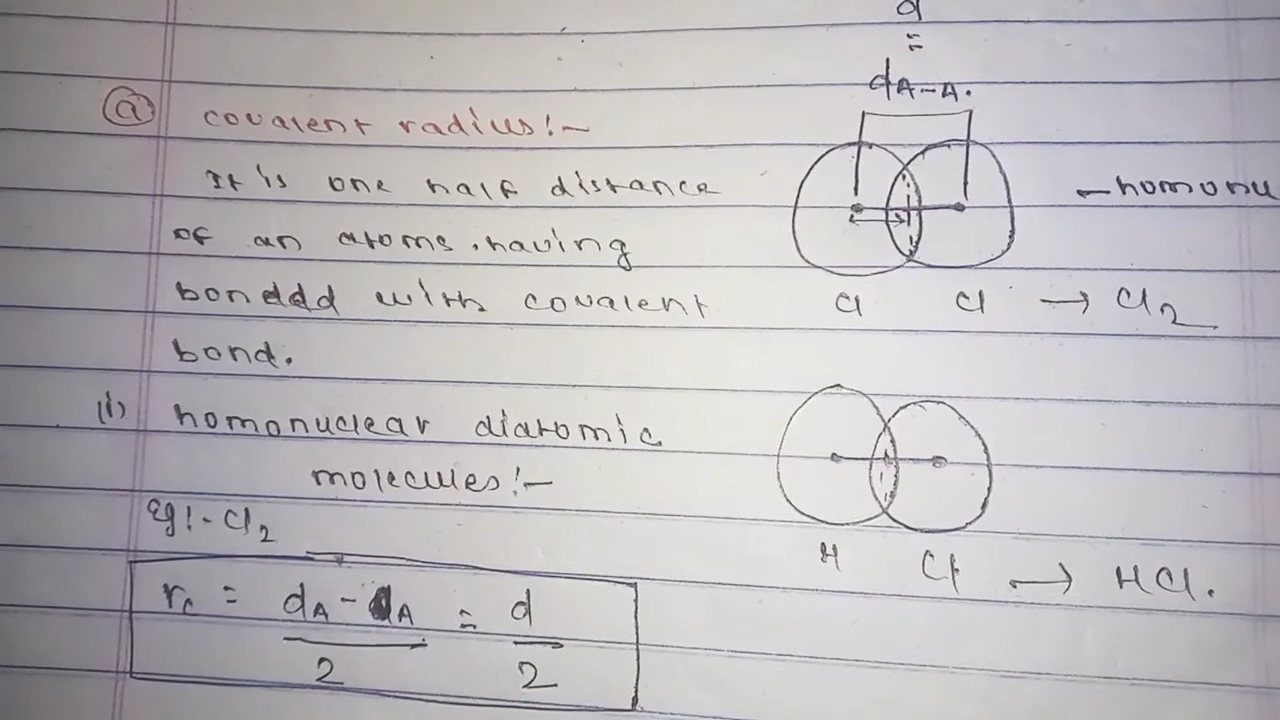 d
=
dA-A.
(a) covalent radius:-
It is one half distance
of an atoms. having
bonddd with covalent
bond.
- homonu
Cl Cl → Cl2
(i) homonuclear diatomic
molecules:-
Eg:- Cl2
H Cl → HCl.
rc = dA-dA/2 = d/2